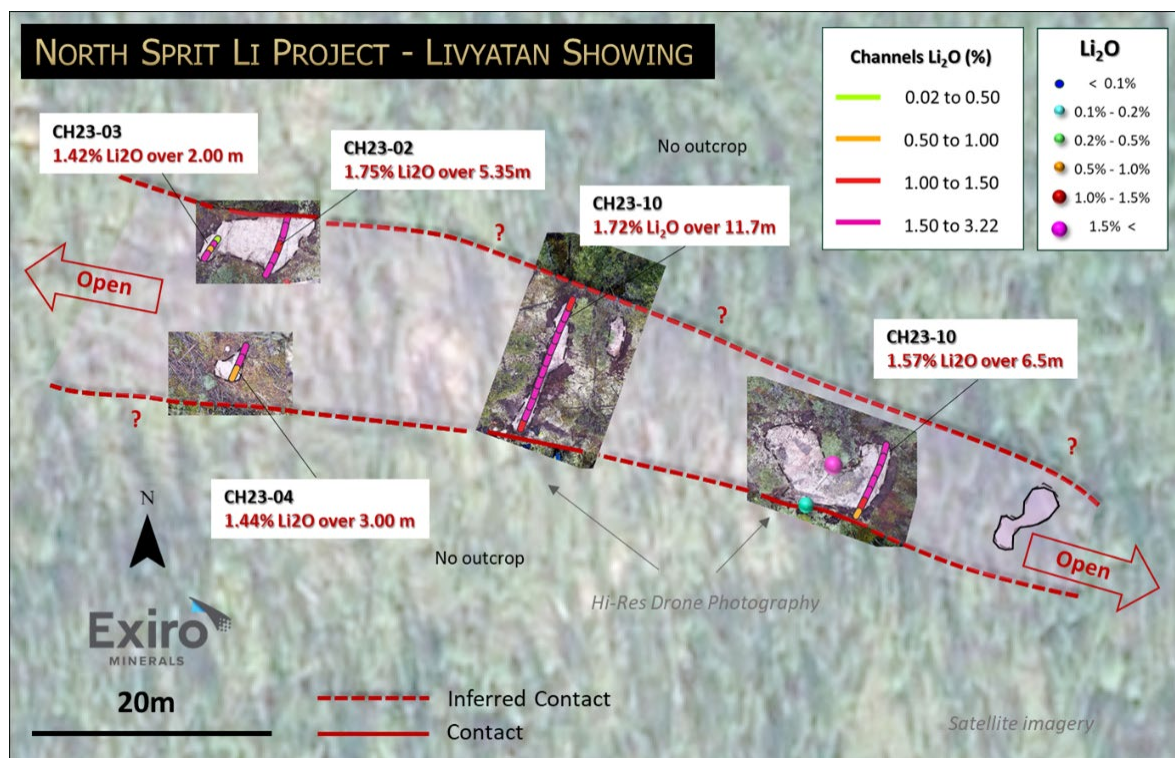 NORTH SPRIT LI PROJECT - LIVYATAN SHOWING
Channels Li₂O (%)
0.02 to 0.50
0.50 to 1.00
1.00 to 1.50
1.50 to 3.22
Li₂O
< 0.1%
0.1% - 0.2%
0.2% - 0.5%
0.5% - 1.0%
1.0% - 1.5%
1.5% <
CH23-03
1.42% Li2O over 2.00 m
CH23-02
1.75% Li2O over 5.35m
No outcrop
CH23-10
1.72% Li₂O over 11.7m
?
Open
?
CH23-10
1.57% Li2O over 6.5m
?
?
CH23-04
1.44% Li2O over 3.00 m
N
No outcrop
Open
Hi-Res Drone Photography
Exiro
MINERALS
20m
Inferred Contact
Contact
Satellite imagery